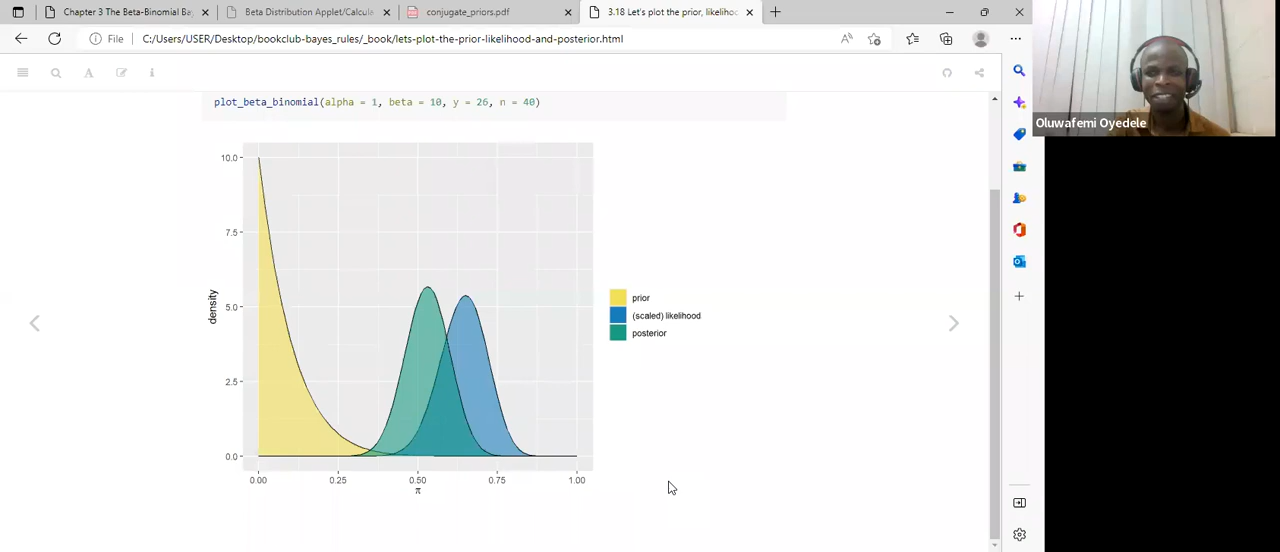 Chapter 3 The Beta-Binomial Ba
Beta Distribution Applet/Calcula
conjugate_priors.pdf
3.18 Let's plot the prior, likelihoo
File
C:/Users/USER/Desktop/bookclub-bayes_rules/_book/lets-plot-the-prior-likelihood-and-posterior.html
plot_beta_binomial(alpha = 1, beta = 10, y = 26, n = 40)
10.0
7.5
5.0
2.5
0.0
density
0.00 0.25 0.50 0.75 1.00
π
prior
(scaled) likelihood
posterior
Oluwafemi Oyedele